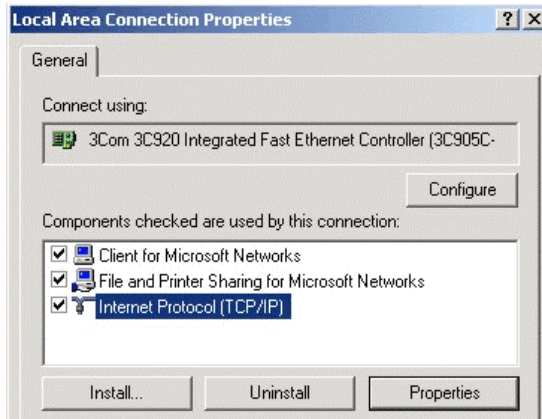 Local Area Connection Properties
General
Connect using:
3Com 3C920 Integrated Fast Ethernet Controller (3C905C-
Configure
Components checked are used by this connection:
Client for Microsoft Networks
File and Printer Sharing for Microsoft Networks
Internet Protocol (TCP/IP)
Install... Uninstall Properties